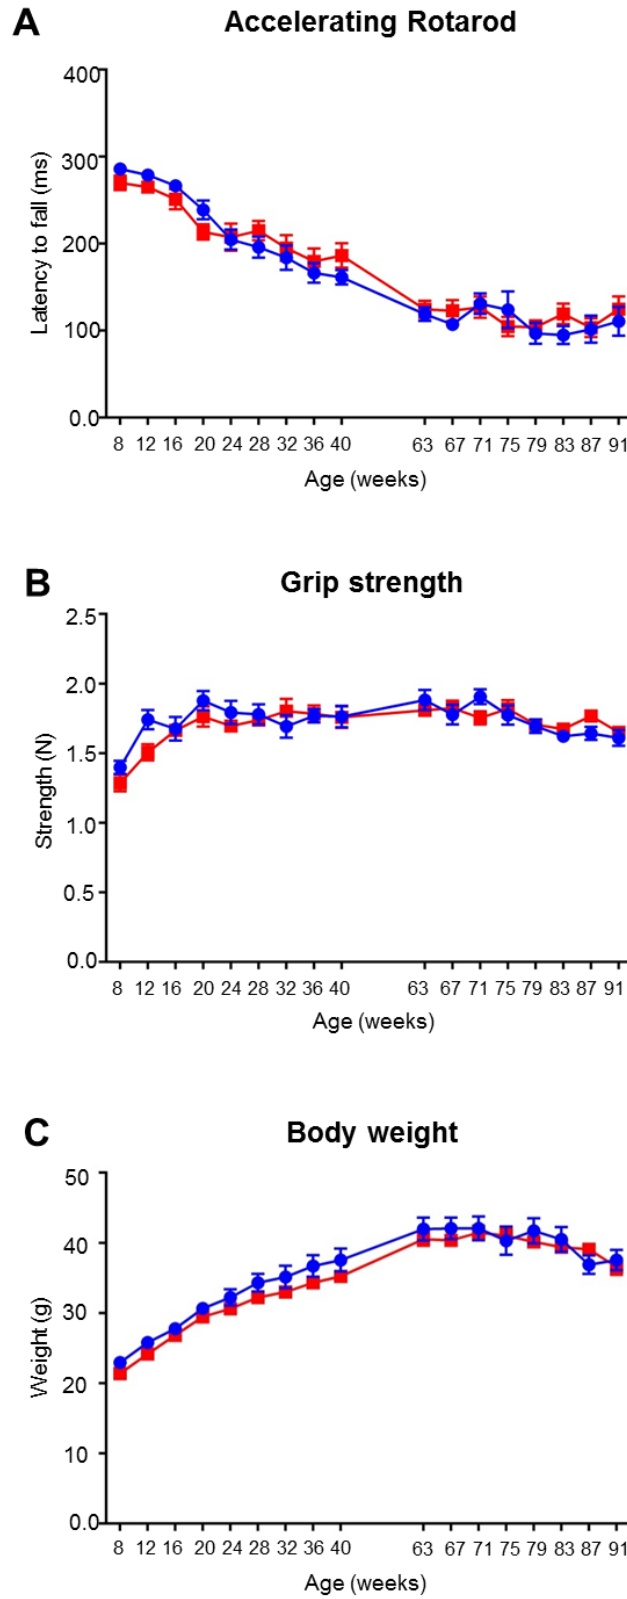 A Accelerating Rotarod
400
300
200
100
0.0
Latency to fall (ms)
8 12 16 20 24 28 32 36 40 63 67 71 75 79 83 87 91
Age (weeks)
B Grip strength
2.5
2.0
1.5
1.0
0.5
0.0
Strength (N)
8 12 16 20 24 28 32 36 40 63 67 71 75 79 83 87 91
Age (weeks)
C Body weight
50
40
30
20
10
0.0
Weight (g)
8 12 16 20 24 28 32 36 40 63 67 71 75 79 83 87 91
Age (weeks)